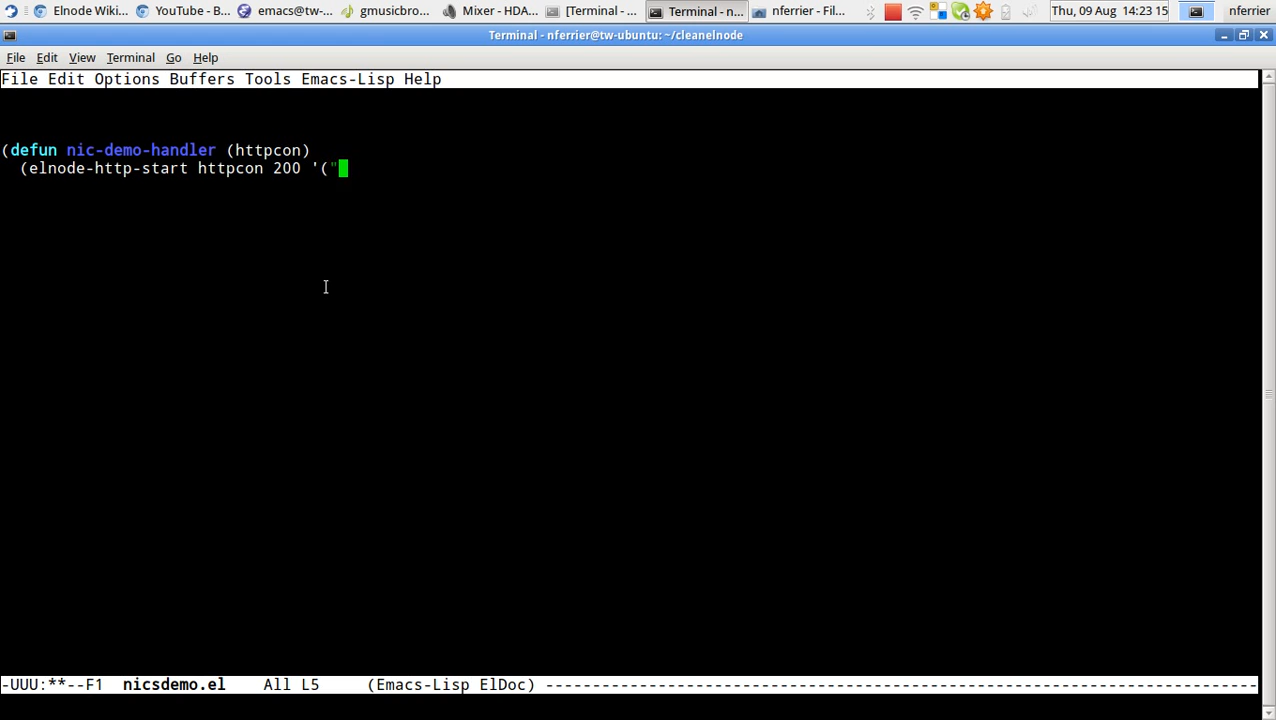 Elnode Wiki...
YouTube - B...
emacs@tw-...
gmusicbro...
Mixer - HDA...
[Terminal - ...
Terminal - n...
nferrier - Fil...
Thu, 09 Aug 14:23 15
nferrier
Terminal - nferrier@tw-ubuntu: ~/cleanelnode
File Edit View Terminal Go Help
File Edit Options Buffers Tools Emacs-Lisp Help
(defun nic-demo-handler (httpcon)
(elnode-http-start httpcon 200 '("
-UUU:**--F1 nicsdemo.el All L5 (Emacs-Lisp ElDoc) ----------------------------------------------------------------------------